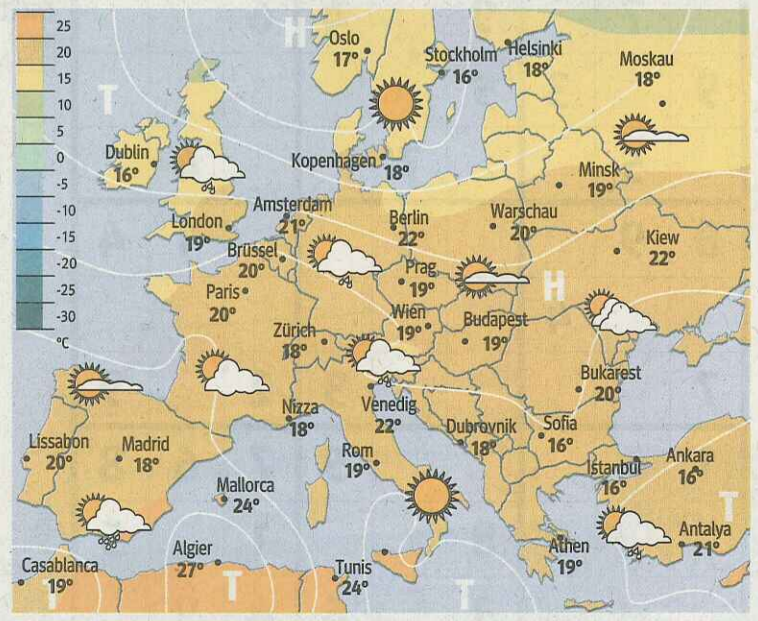 25
20
15
10
5
0
-5
-10
-15
-20
-25
-30
°C
H
Oslo
17°
Stockholm
16°
Helsinki
18°
Moskau
18°
T
Dublin
16°
Kopenhagen
18°
Minsk
19°
London
19°
Amsterdam
21°
Berlin
22°
Warschau
20°
Kiew
22°
Brüssel
20°
Prag
19°
H
Paris
20°
Wien
19°
Budapest
19°
Zürich
18°
Bukarest
20°
Nizza
18°
Venedig
22°
Dubrovnik
18°
Sofia
16°
Lissabon
20°
Madrid
18°
Rom
19°
Istanbul
16°
Ankara
16°
Mallorca
24°
T
Antalya
21°
Athen
19°
Casablanca
19°
T
Algier
27°
T
Tunis
24°
T